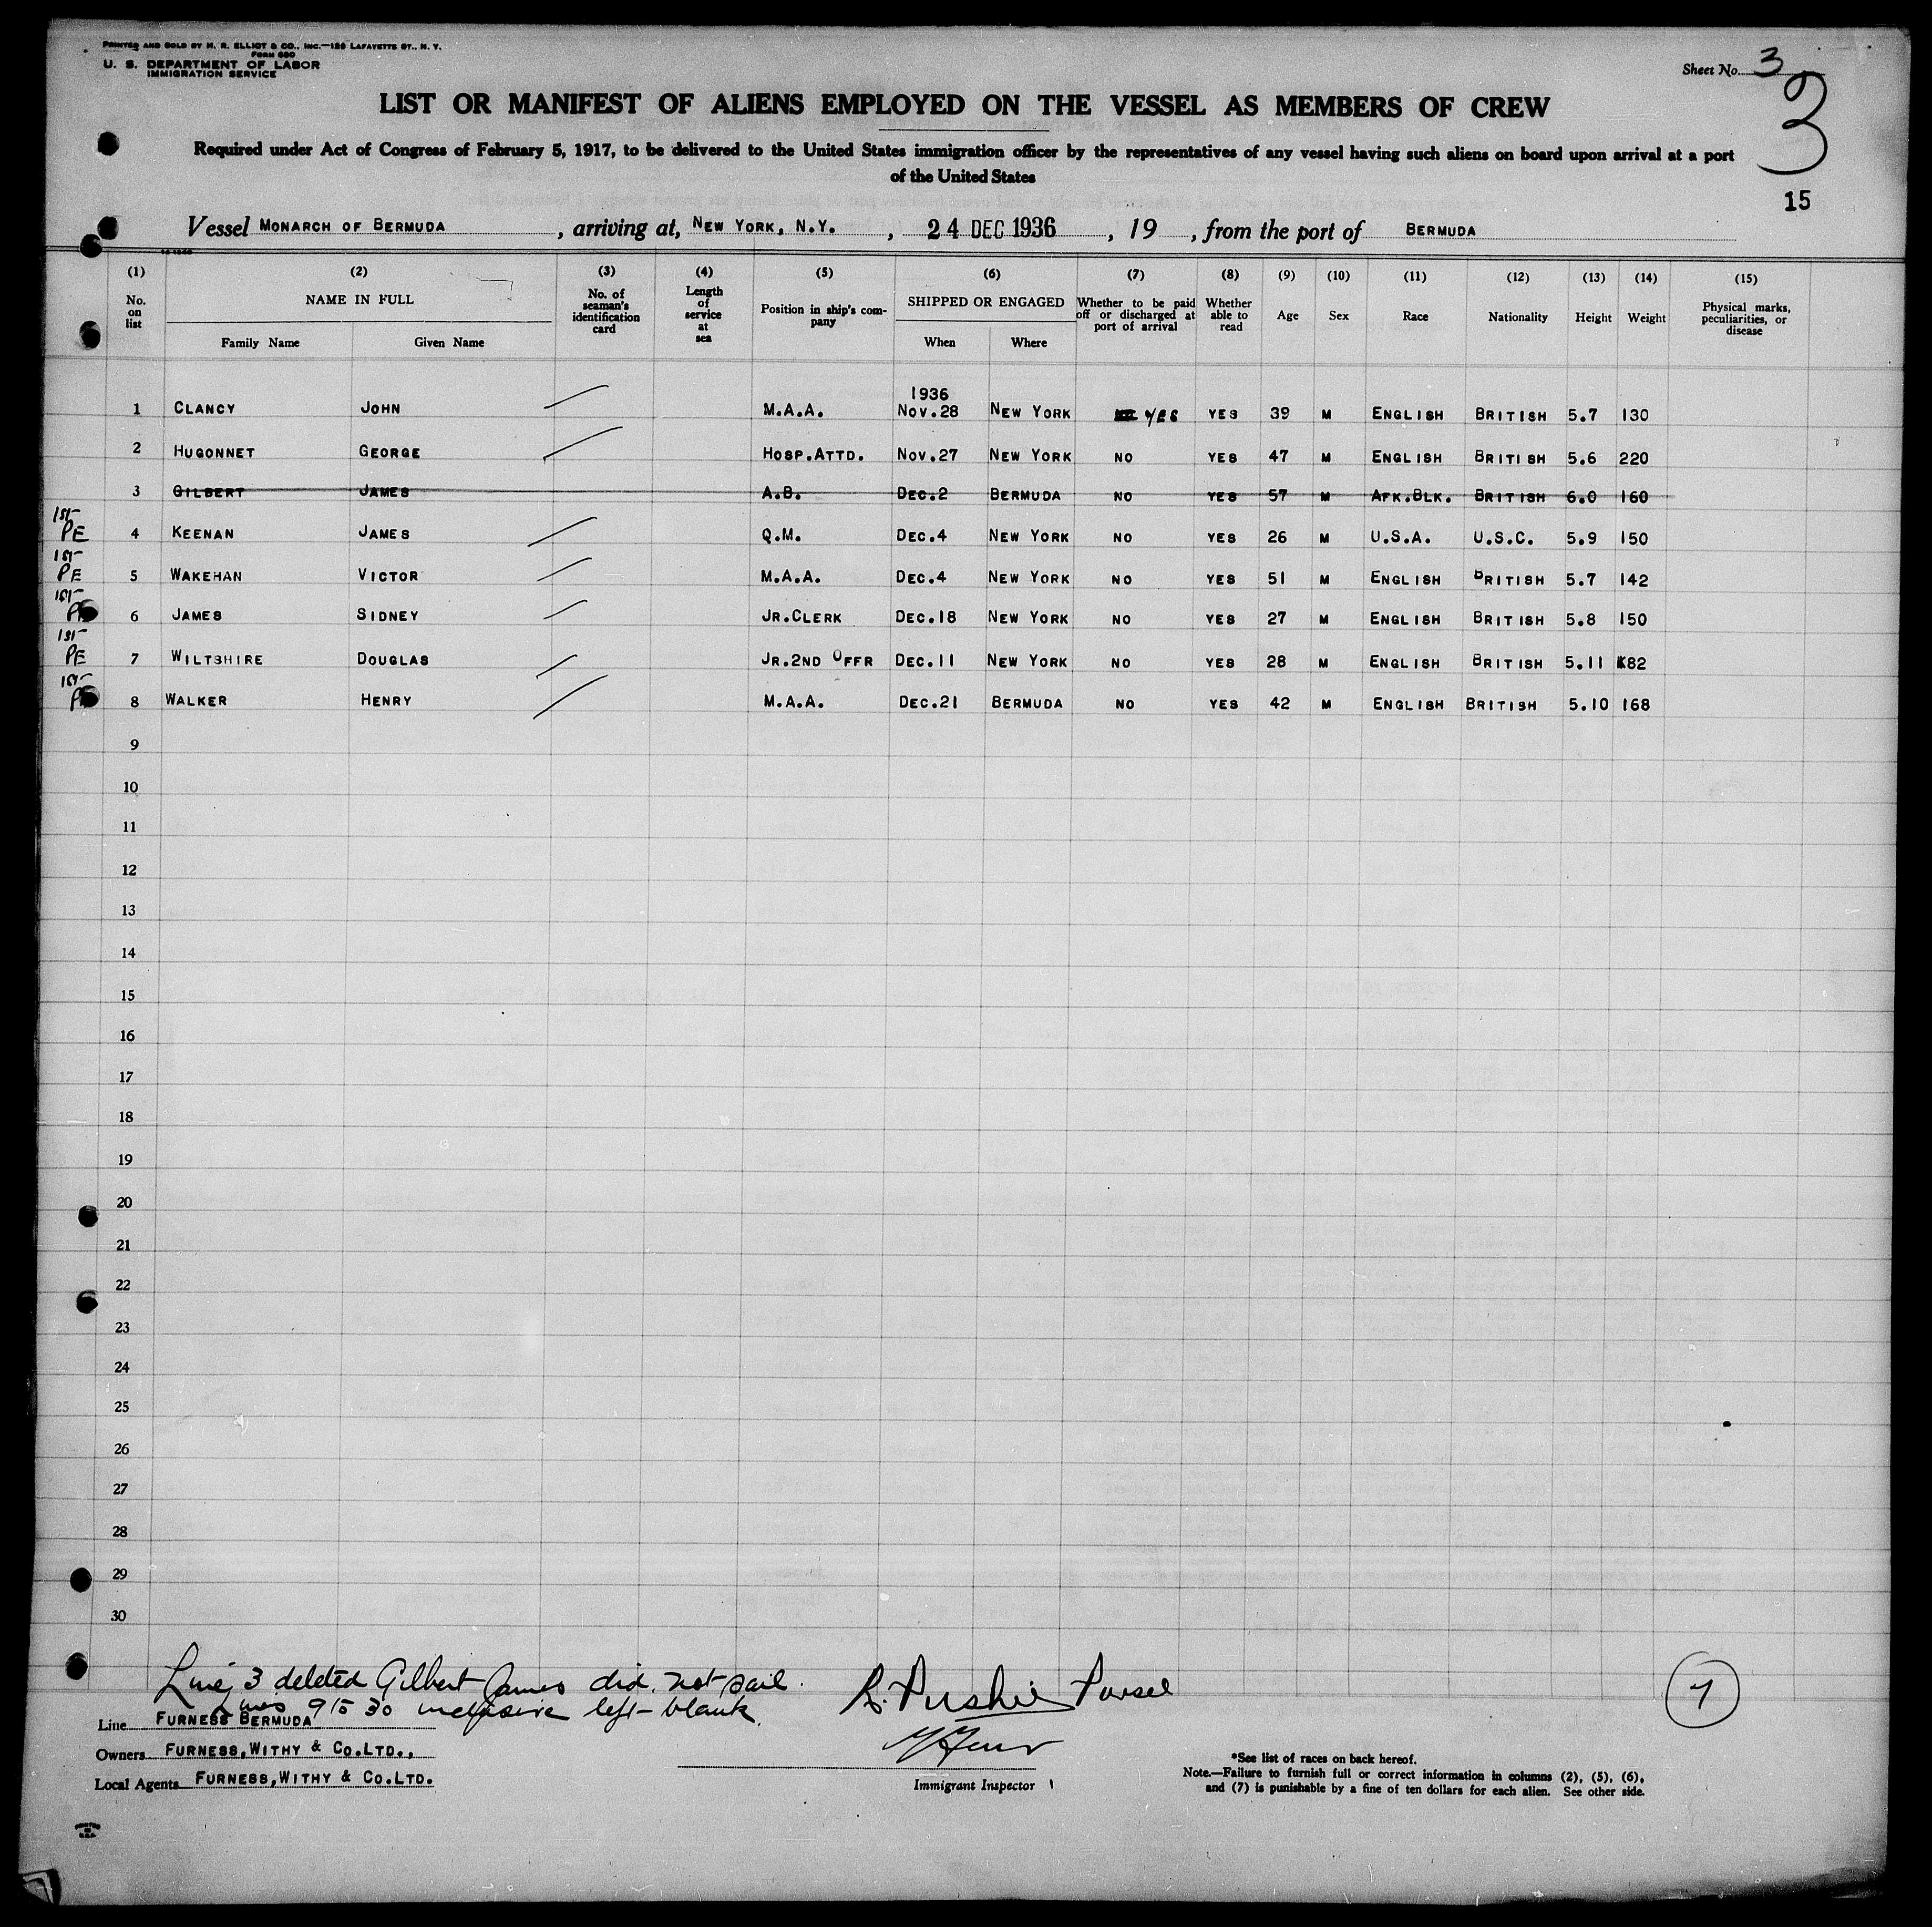 PRINTED AND SOLD BY H. R. ELLIOT & CO., INC.—129 LAFAYETTE ST., N. Y.
FORM 680
U. S. DEPARTMENT OF LABOR
IMMIGRATION SERVICE
Sheet No. 3
3
LIST OR MANIFEST OF ALIENS EMPLOYED ON THE VESSEL AS MEMBERS OF CREW
Required under Act of Congress of February 5, 1917, to be delivered to the United States immigration officer by the representatives of any vessel having such aliens on board upon arrival at a port
of the United States
15
Vessel MONARCH OF BERMUDA, arriving at, NEW YORK, N.Y., 24 DEC 1936, 19 , from the port of BERMUDA
(1) (2) (3) (4) (5) (6) (7) (8) (9) (10) (11) (12) (13) (14) (15)
No. on list NAME IN FULL Family Name Given Name No. of seaman's identification card Length of service at sea Position in ship's company SHIPPED OR ENGAGED When Where Whether to be paid off or discharged at port of arrival Whether able to read Age Sex Race Nationality Height Weight Physical marks, peculiarities, or disease
1936
1 CLANCY JOHN M.A.A. NOV.28 NEW YORK YES YES 39 M ENGLISH BRITISH 5.7 130
2 HUGONNET GEORGE HOSP.ATTD. NOV.27 NEW YORK NO YES 47 M ENGLISH BRITISH 5.6 220
3 GILBERT JAMES A.B. DEC.2 BERMUDA NO YES 57 M AFK.BLK. BRITISH 6.0 160
1st PE 4 KEENAN JAMES Q.M. DEC.4 NEW YORK NO YES 26 M U.S.A. U.S.C. 5.9 150
1st PE 5 WAKEHAN VICTOR M.A.A. DEC.4 NEW YORK NO YES 51 M ENGLISH BRITISH 5.7 142
1st PE 6 JAMES SIDNEY JR.CLERK DEC.18 NEW YORK NO YES 27 M ENGLISH BRITISH 5.8 150
1st PE 7 WILTSHIRE DOUGLAS JR.2ND OFFR DEC.11 NEW YORK NO YES 28 M ENGLISH BRITISH 5.11 182
1st PE 8 WALKER HENRY M.A.A. DEC.21 BERMUDA NO YES 42 M ENGLISH BRITISH 5.10 168
9
10
11
12
13
14
15
16
17
18
19
20
21
22
23
24
25
26
27
28
29
30
Line 3 deleted Gilbert James did not sail.
Lines 9 to 30 inclusive left blank.
Purser
7
Line FURNESS BERMUDA
Owners FURNESS, WITHY & CO.LTD.,
Local Agents FURNESS, WITHY & CO.LTD.
Immigrant Inspector
*See list of races on back hereof.
Note.—Failure to furnish full or correct information in columns (2), (5), (6),
and (7) is punishable by a fine of ten dollars for each alien. See other side.
PRINTED IN U.S.A.